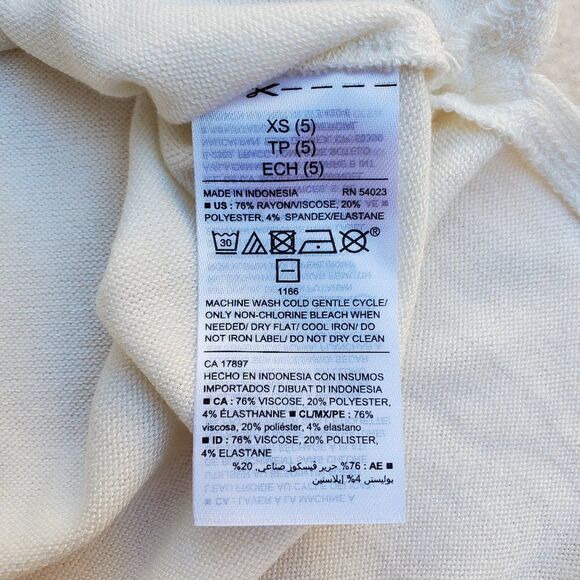 XS (5)
TP (5)
ECH (5)
MADE IN INDONESIA RN 54023
■ US : 76% RAYON/VISCOSE, 20%
POLYESTER, 4% SPANDEX/ELASTANE
30 ®
1166
MACHINE WASH COLD GENTLE CYCLE/
ONLY NON-CHLORINE BLEACH WHEN
NEEDED/ DRY FLAT/ COOL IRON/ DO
NOT IRON LABEL/ DO NOT DRY CLEAN
CA 17897
HECHO EN INDONESIA CON INSUMOS
IMPORTADOS / DIBUAT DI INDONESIA
■ CA : 76% VISCOSE, 20% POLYESTER,
4% ÉLASTHANNE ■ CL/MX/PE : 76%
viscosa, 20% poliéster, 4% elastano
■ ID : 76% VISCOSE, 20% POLISTER,
4% ELASTANE
■ AE : 76% حرير فيسكوز صناعي, 20%
بوليستر, 4% إيلاستين